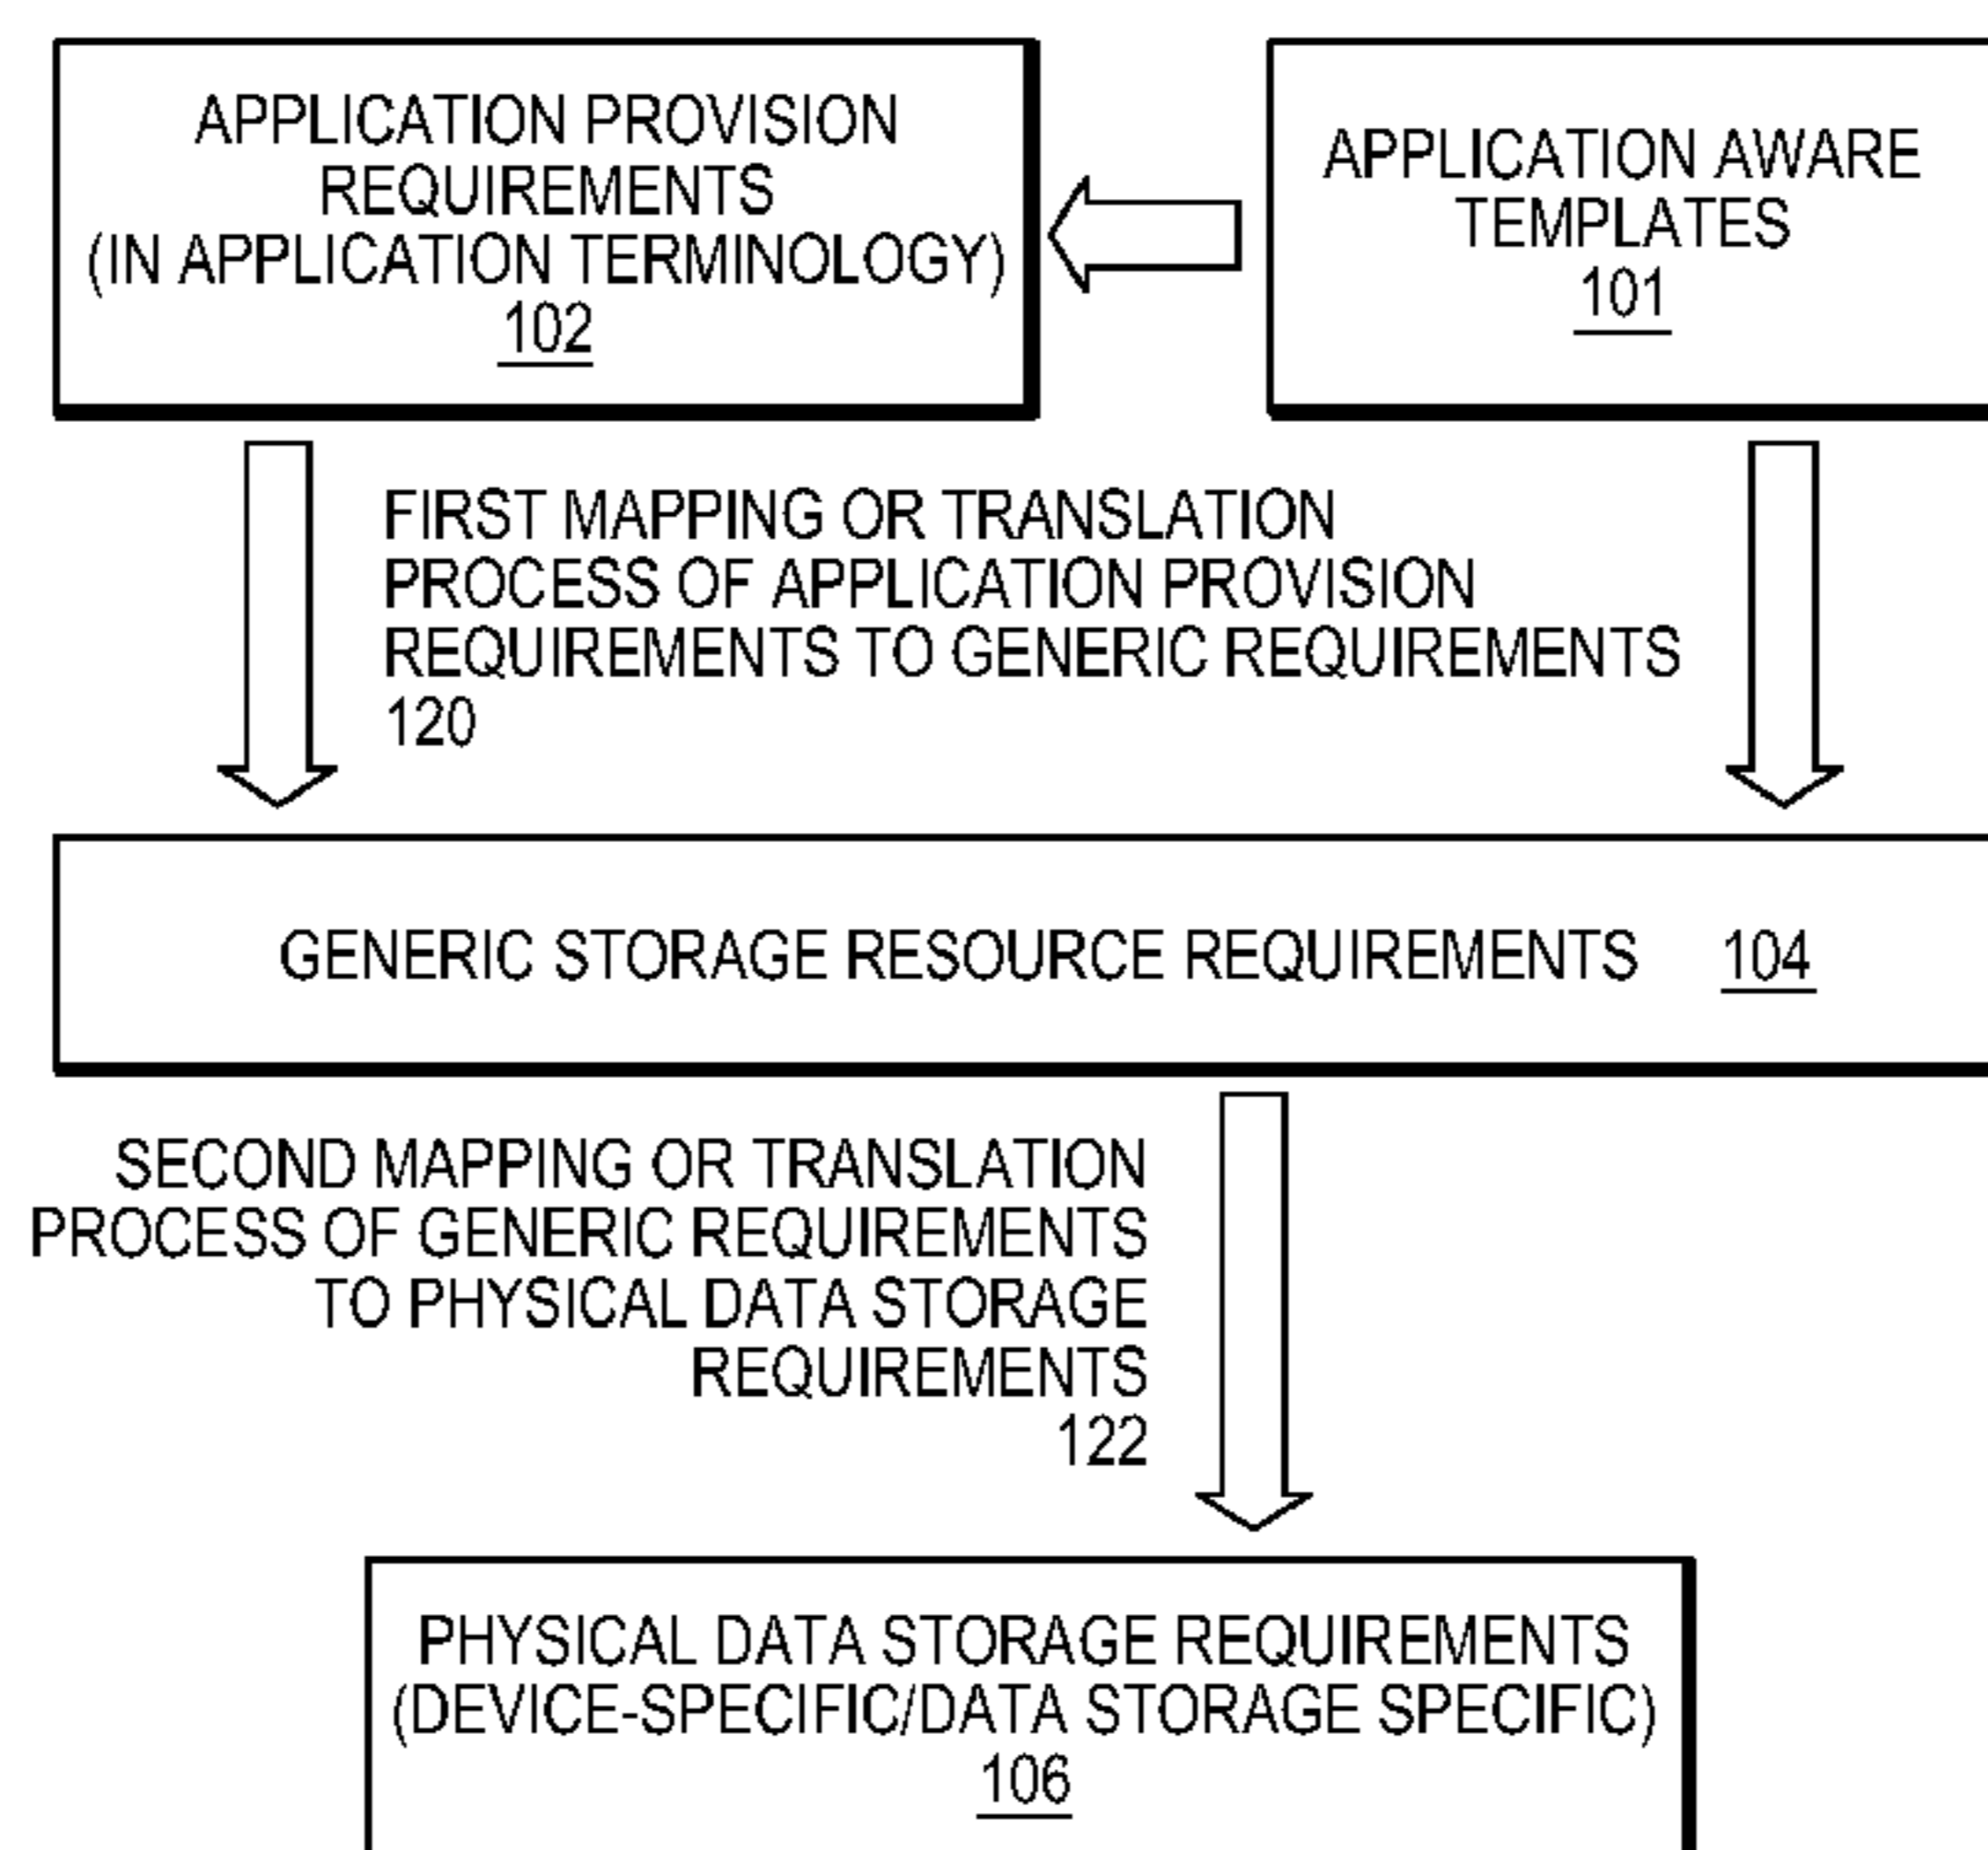 APPLICATION PROVISION
REQUIREMENTS
(IN APPLICATION TERMINOLOGY)
102
APPLICATION AWARE
TEMPLATES
101
FIRST MAPPING OR TRANSLATION
PROCESS OF APPLICATION PROVISION
REQUIREMENTS TO GENERIC REQUIREMENTS
120
GENERIC STORAGE RESOURCE REQUIREMENTS 104
SECOND MAPPING OR TRANSLATION
PROCESS OF GENERIC REQUIREMENTS
TO PHYSICAL DATA STORAGE
REQUIREMENTS
122
PHYSICAL DATA STORAGE REQUIREMENTS
(DEVICE-SPECIFIC/DATA STORAGE SPECIFIC)
106